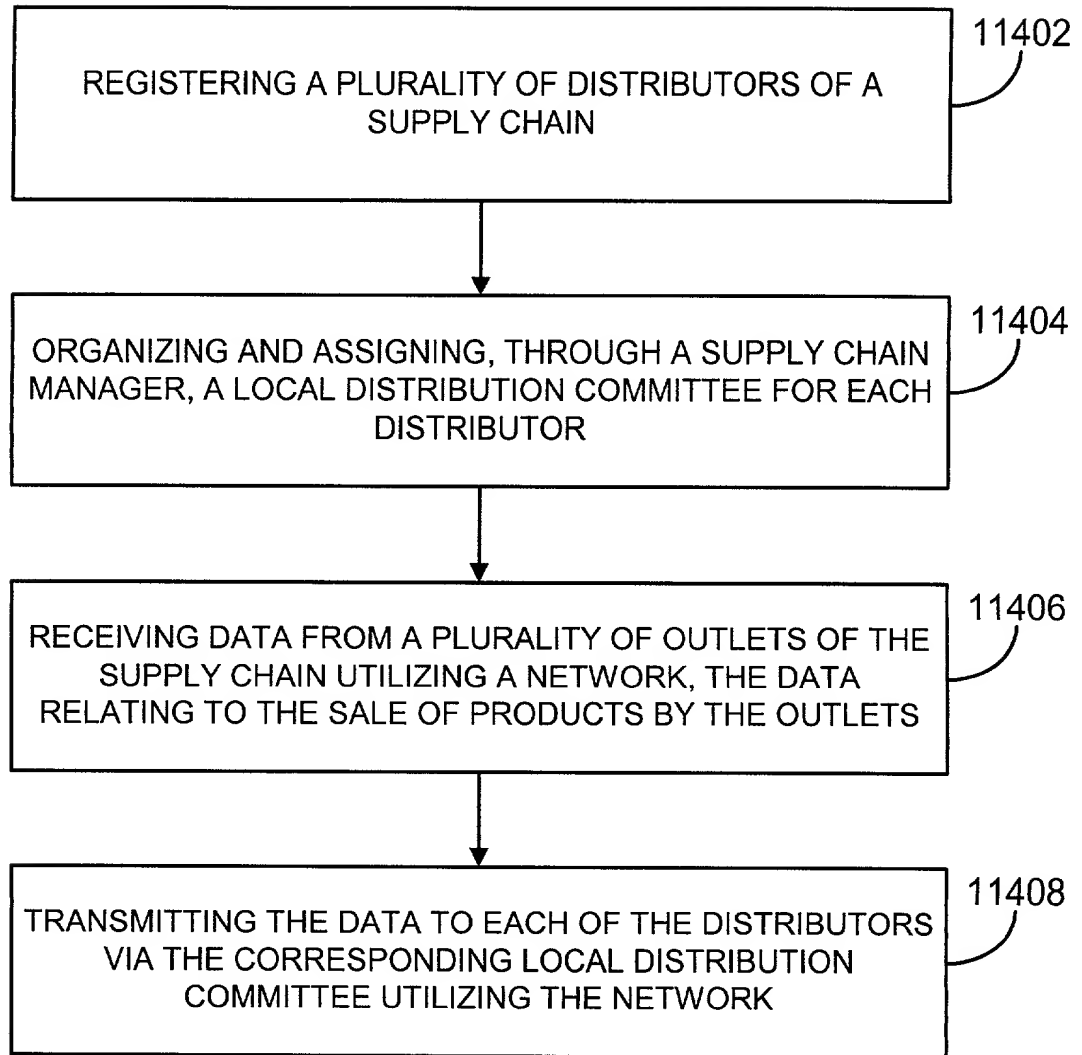 11402
REGISTERING A PLURALITY OF DISTRIBUTORS OF A
SUPPLY CHAIN
11404
ORGANIZING AND ASSIGNING, THROUGH A SUPPLY CHAIN
MANAGER, A LOCAL DISTRIBUTION COMMITTEE FOR EACH
DISTRIBUTOR
11406
RECEIVING DATA FROM A PLURALITY OF OUTLETS OF THE
SUPPLY CHAIN UTILIZING A NETWORK, THE DATA
RELATING TO THE SALE OF PRODUCTS BY THE OUTLETS
11408
TRANSMITTING THE DATA TO EACH OF THE DISTRIBUTORS
VIA THE CORRESPONDING LOCAL DISTRIBUTION
COMMITTEE UTILIZING THE NETWORK